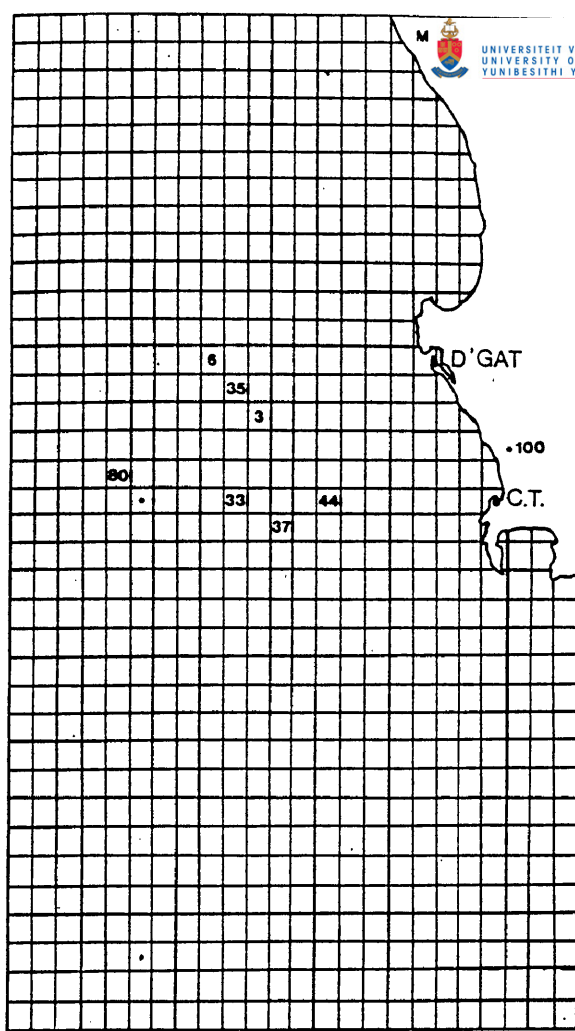 M
UNIVERSITEIT V
UNIVERSITY O
YUNIBESITHI Y
6
D'GAT
35
3
100
80
33
44
C.T.
37